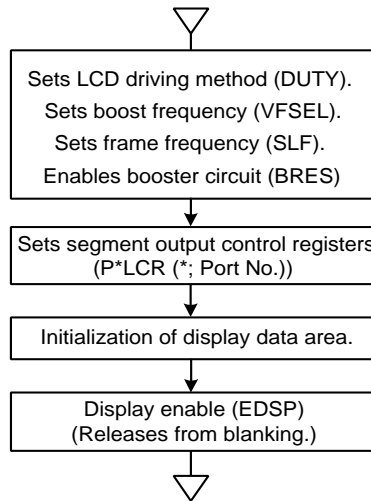 Sets LCD driving method (DUTY).
Sets boost frequency (VFSEL).
Sets frame frequency (SLF).
Enables booster circuit (BRES)
Sets segment output control registers
(P*LCR (*; Port No.))
Initialization of display data area.
Display enable (EDSP)
(Releases from blanking.)